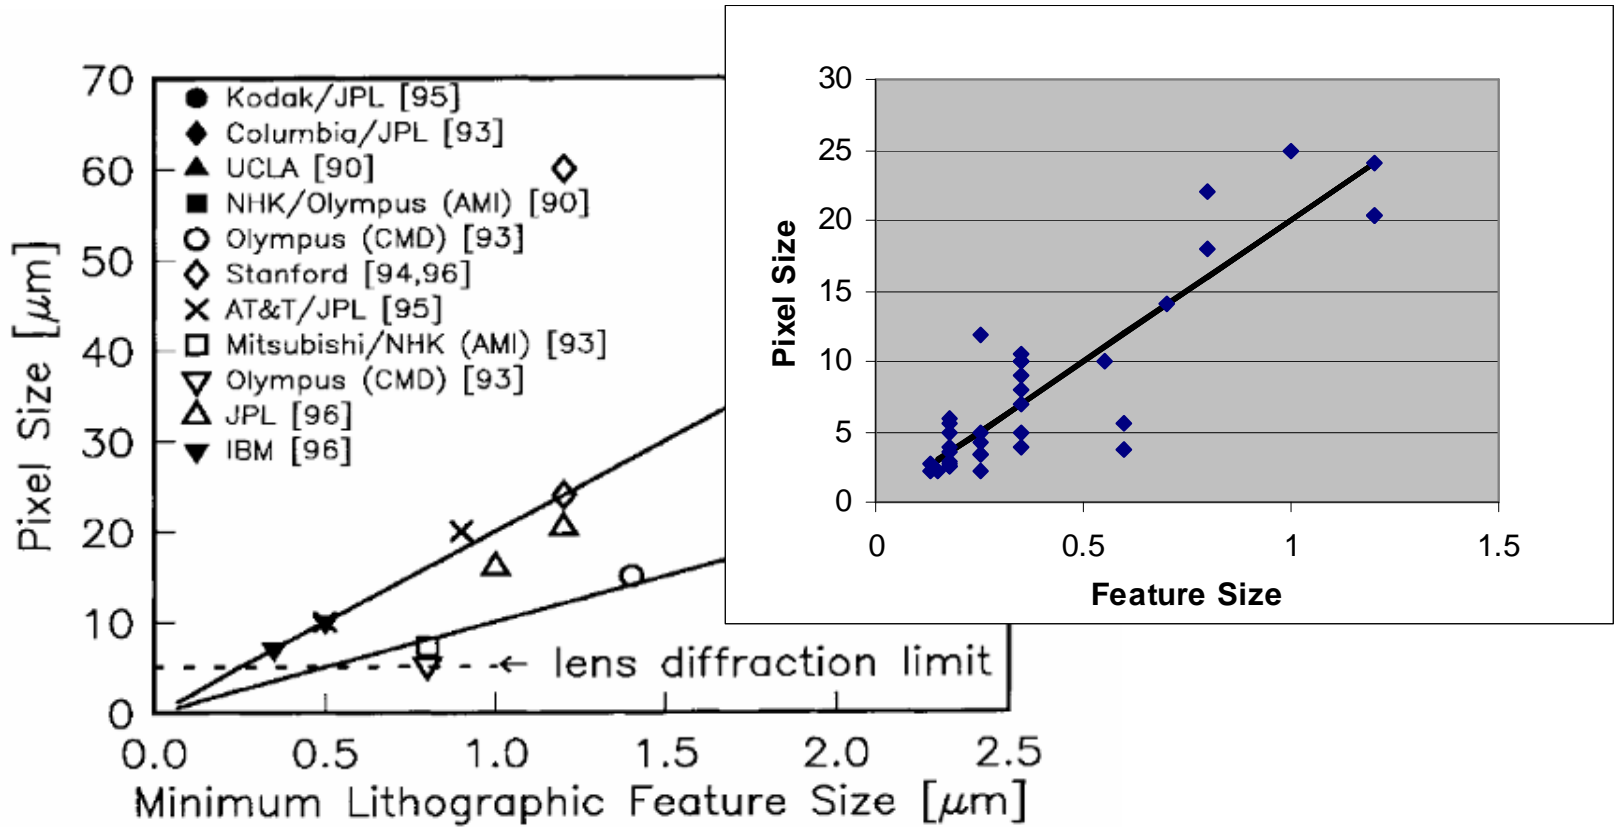 70
60
50
40
30
20
10
0
Pixel Size [μm]
● Kodak/JPL [95]
◆ Columbia/JPL [93]
▲ UCLA [90]
■ NHK/Olympus (AMI) [90]
○ Olympus (CMD) [93]
◇ Stanford [94,96]
× AT&T/JPL [95]
□ Mitsubishi/NHK (AMI) [93]
▽ Olympus (CMD) [93]
△ JPL [96]
▼ IBM [96]
← lens diffraction limit
0.0 0.5 1.0 1.5 2.0 2.5
Minimum Lithographic Feature Size [μm]
30
25
20
15
10
5
0
Pixel Size
0 0.5 1 1.5
Feature Size